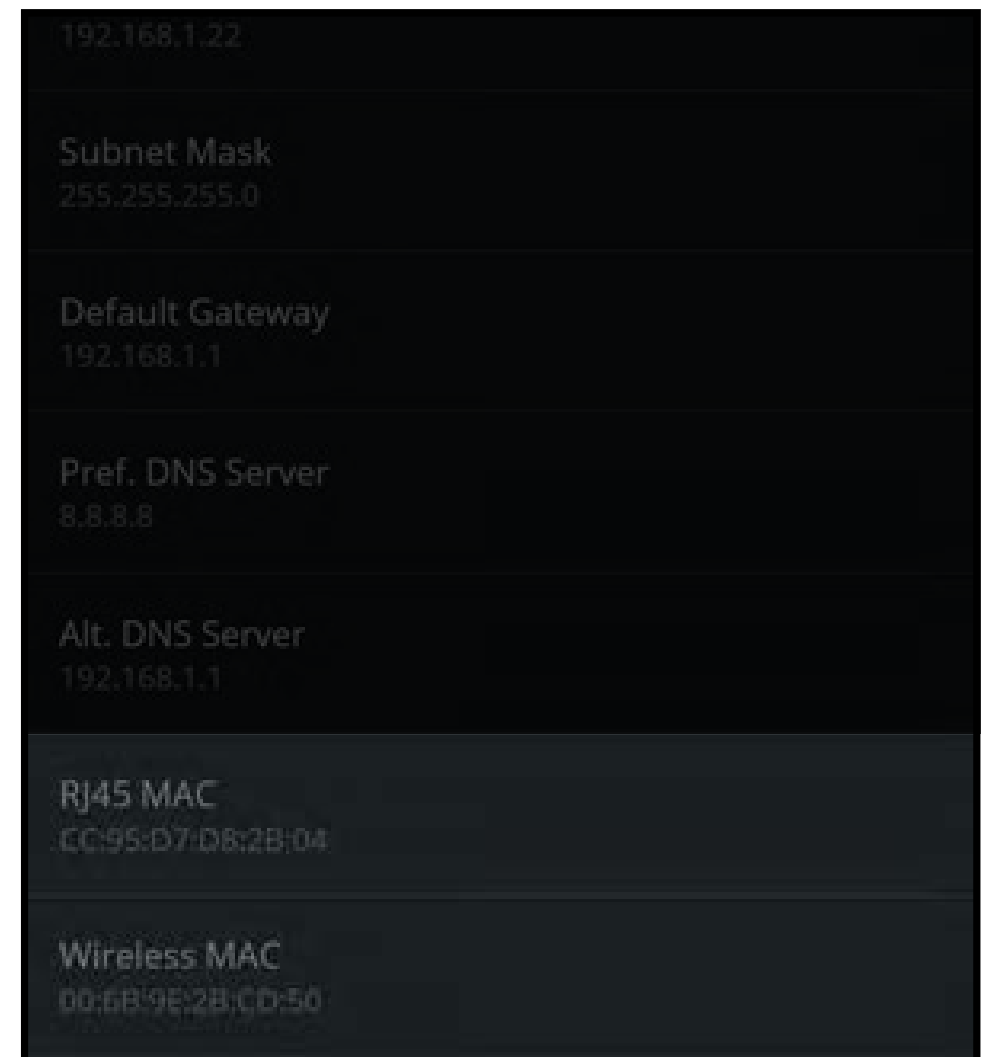 192.168.1.22
Subnet Mask
255.255.255.0
Default Gateway
192.168.1.1
Pref. DNS Server
8.8.8.8
Alt. DNS Server
192.168.1.1
RJ45 MAC
CC:95:D7:D8:2B:04
Wireless MAC
00:6B:9E:2B:CD:50